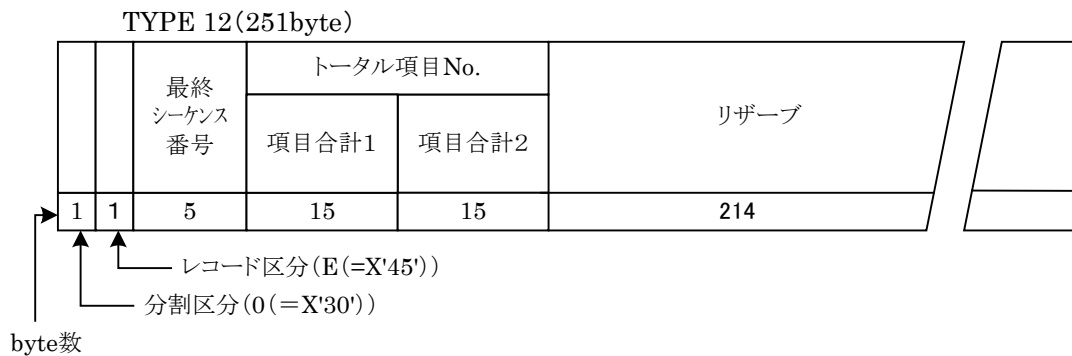 TYPE 12(251byte)
最終
シーケンス
番号
トータル項目No.
項目合計1
項目合計2
リザーブ
1
1
5
15
15
214
レコード区分(E(=X'45'))
分割区分(0(=X'30'))
byte数